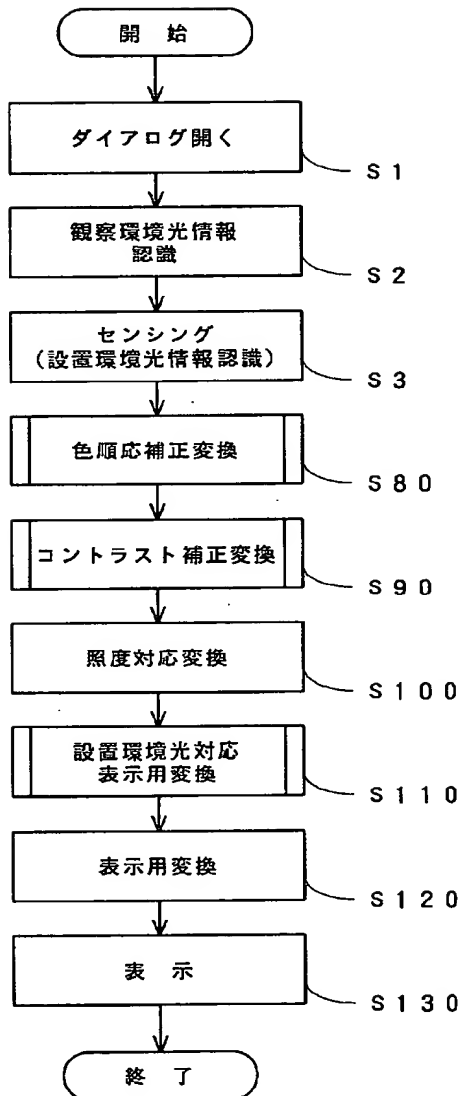 開 始
ダイアログ開く
S1
観察環境光情報
認識
S2
センシング
(設置環境光情報認識)
S3
色順応補正変換
S80
コントラスト補正変換
S90
照度対応変換
S100
設置環境光対応
表示用変換
S110
表示用変換
S120
表 示
S130
終 了